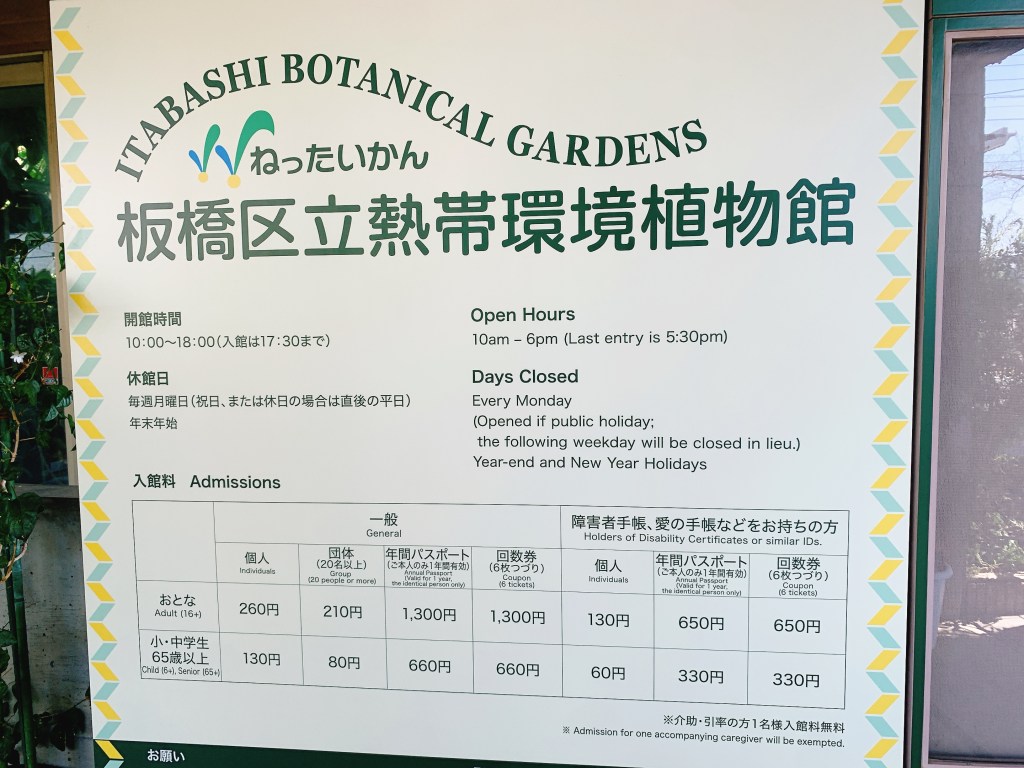 ITABASHI BOTANICAL GARDENS
ねったいかん
板橋区立熱帯環境植物館
開館時間
10:00〜18:00(入館は17:30まで)
休館日
毎週月曜日(祝日、または休日の場合は直後の平日)
年末年始
Open Hours
10am – 6pm (Last entry is 5:30pm)
Days Closed
Every Monday
(Opened if public holiday;
the following weekday will be closed in lieu.)
Year-end and New Year Holidays
入館料 Admissions
一般
General
障害者手帳、愛の手帳などをお持ちの方
Holders of Disability Certificates or similar IDs.
個人
Individuals
団体
(20名以上)
Group
(20 people or more)
年間パスポート
(ご本人のみ1年間有効)
Annual Passport
(Valid for 1 year,
the identical person only)
回数券
(6枚つづり)
Coupon
(6 tickets)
個人
Individuals
年間パスポート
(ご本人のみ1年間有効)
Annual Passport
(Valid for 1 year,
the identical person only)
回数券
(6枚つづり)
Coupon
(6 tickets)
おとな
Adult (16+)
260円 210円 1,300円 1,300円 130円 650円 650円
小・中学生
65歳以上
Child (6+), Senior (65+)
130円 80円 660円 660円 60円 330円 330円
※介助・引率の方1名様入館料無料
※ Admission for one accompanying caregiver will be exempted.
お願い